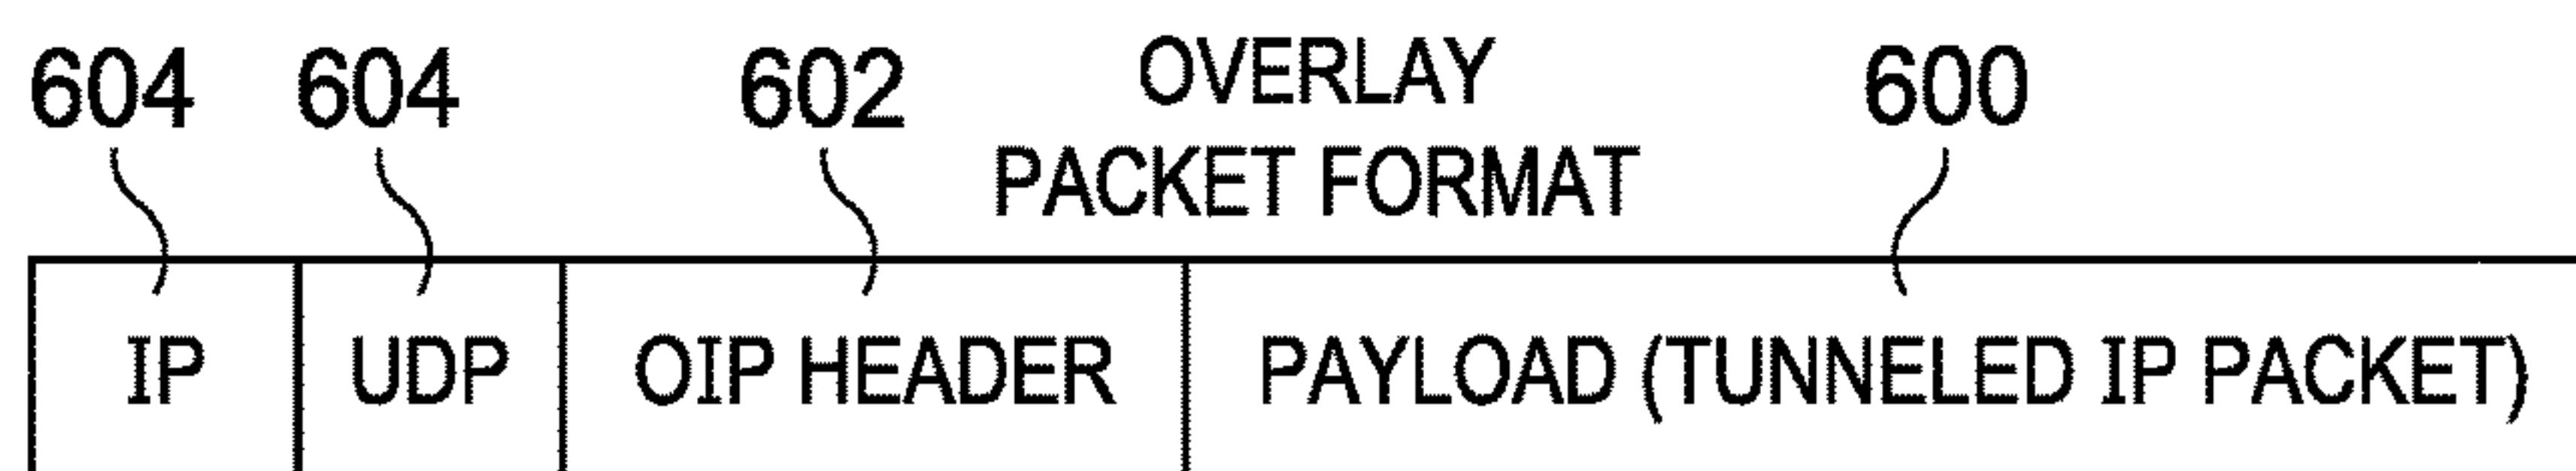 OVERLAY
604 604 602 600
PACKET FORMAT
IP UDP OIP HEADER PAYLOAD (TUNNELED IP PACKET)